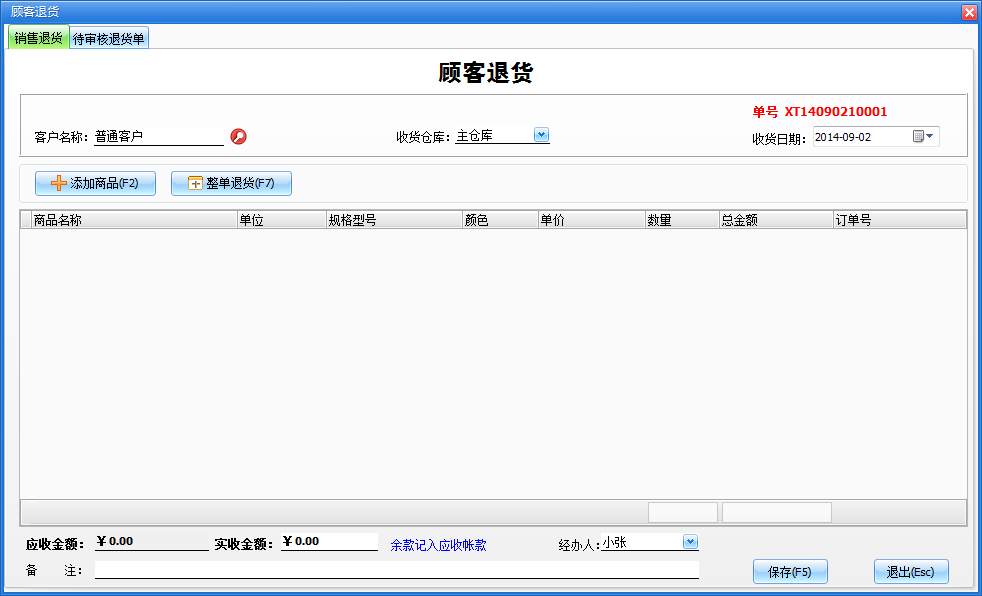 顾客退货
销售退货 待审核退货单
顾客退货
单号 XT14090210001
客户名称: 普通客户 收货仓库: 主仓库 收货日期: 2014-09-02
添加商品(F2) 整单退货(F7)
商品名称 单位 规格型号 颜色 单价 数量 总金额 订单号
应收金额: ¥ 0.00 实收金额: ¥ 0.00 余款记入应收帐款 经办人: 小张
备 注:
保存(F5) 退出(Esc)